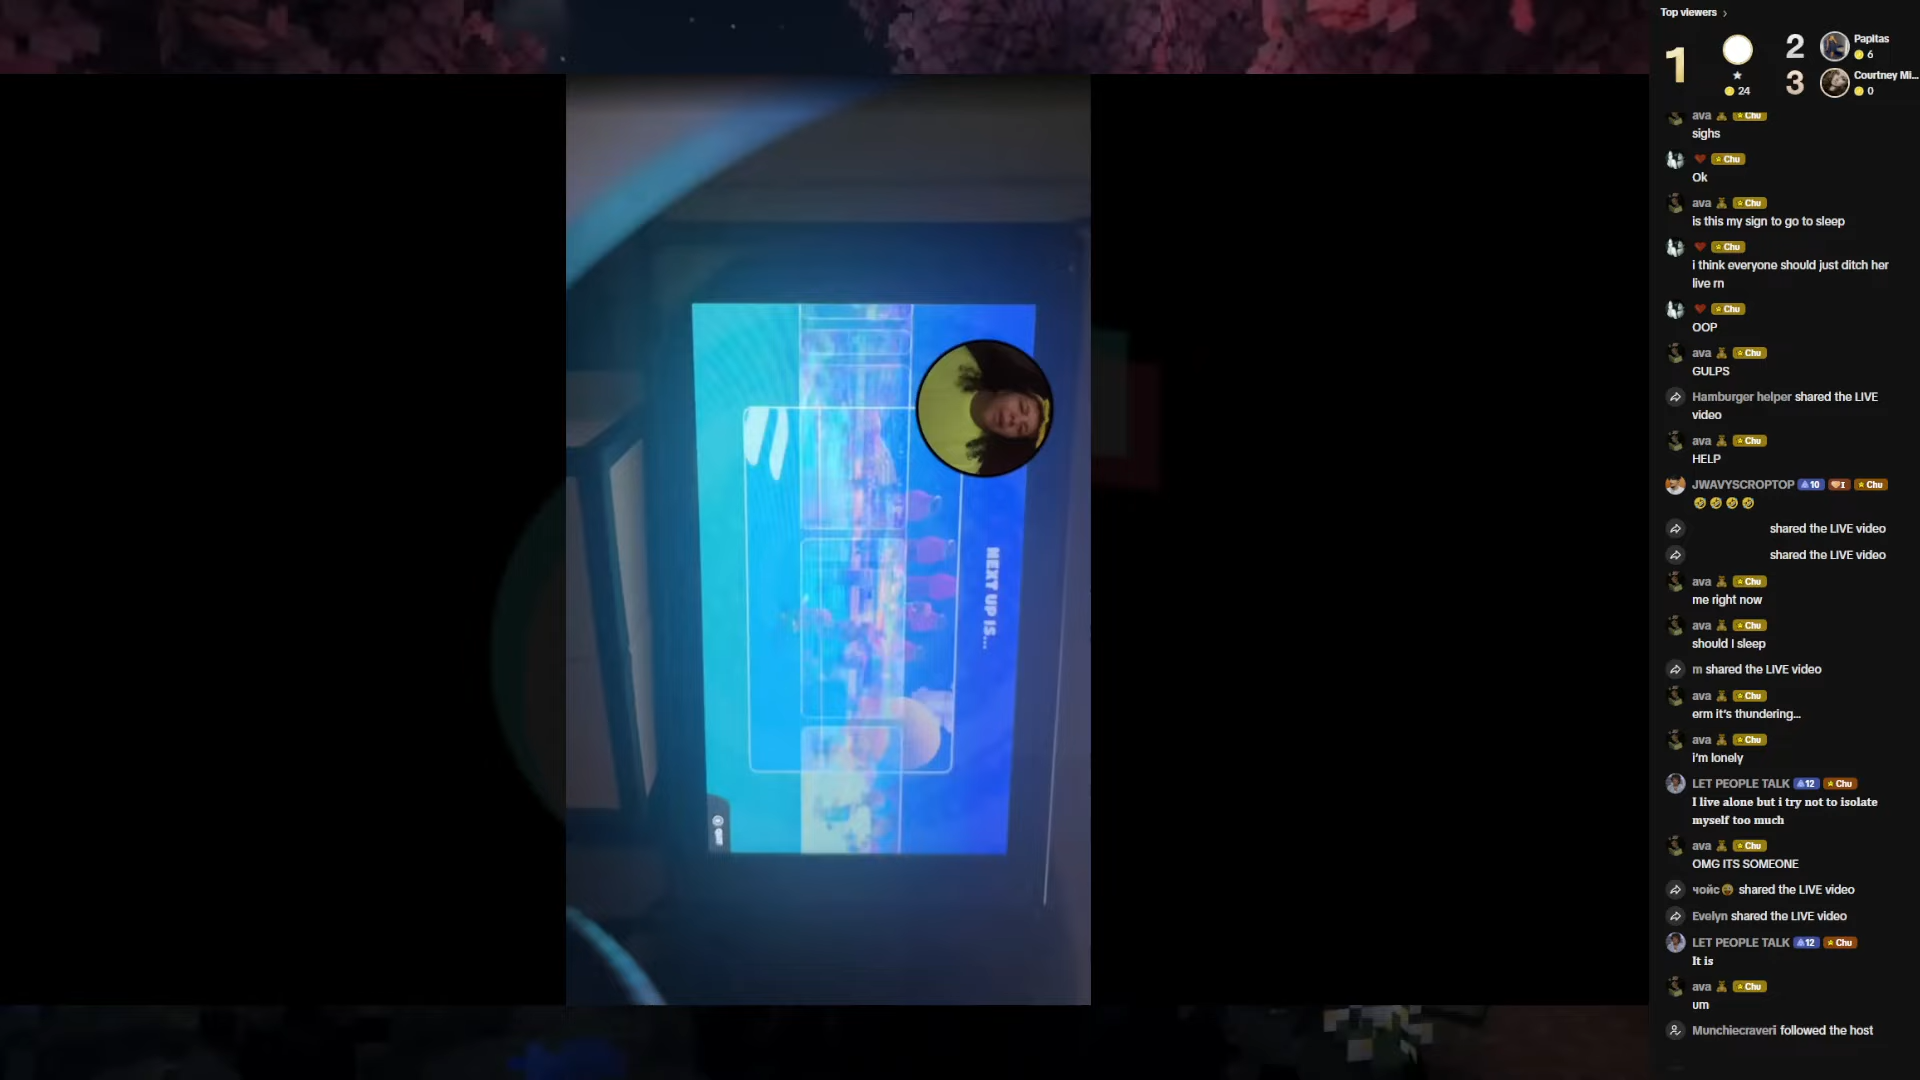 Top viewers
1
24
2
Papitas
6
3
Courtney Mi...
0
ava Chu
sighs
Chu
Ok
ava Chu
is this my sign to go to sleep
Chu
i think everyone should just ditch her
live rn
Chu
OOP
ava Chu
GULPS
Hamburger helper shared the LIVE
video
ava Chu
HELP
JWAVYSCROPTOP 10 I Chu
shared the LIVE video
shared the LIVE video
ava Chu
me right now
ava Chu
should I sleep
m shared the LIVE video
ava Chu
erm it's thundering...
ava Chu
i'm lonely
LET PEOPLE TALK 12 Chu
I live alone but i try not to isolate
myself too much
ava Chu
OMG ITS SOMEONE
чойс shared the LIVE video
Evelyn shared the LIVE video
LET PEOPLE TALK 12 Chu
It is
ava Chu
um
Munchiecraveri followed the host
NEXT UP IS...